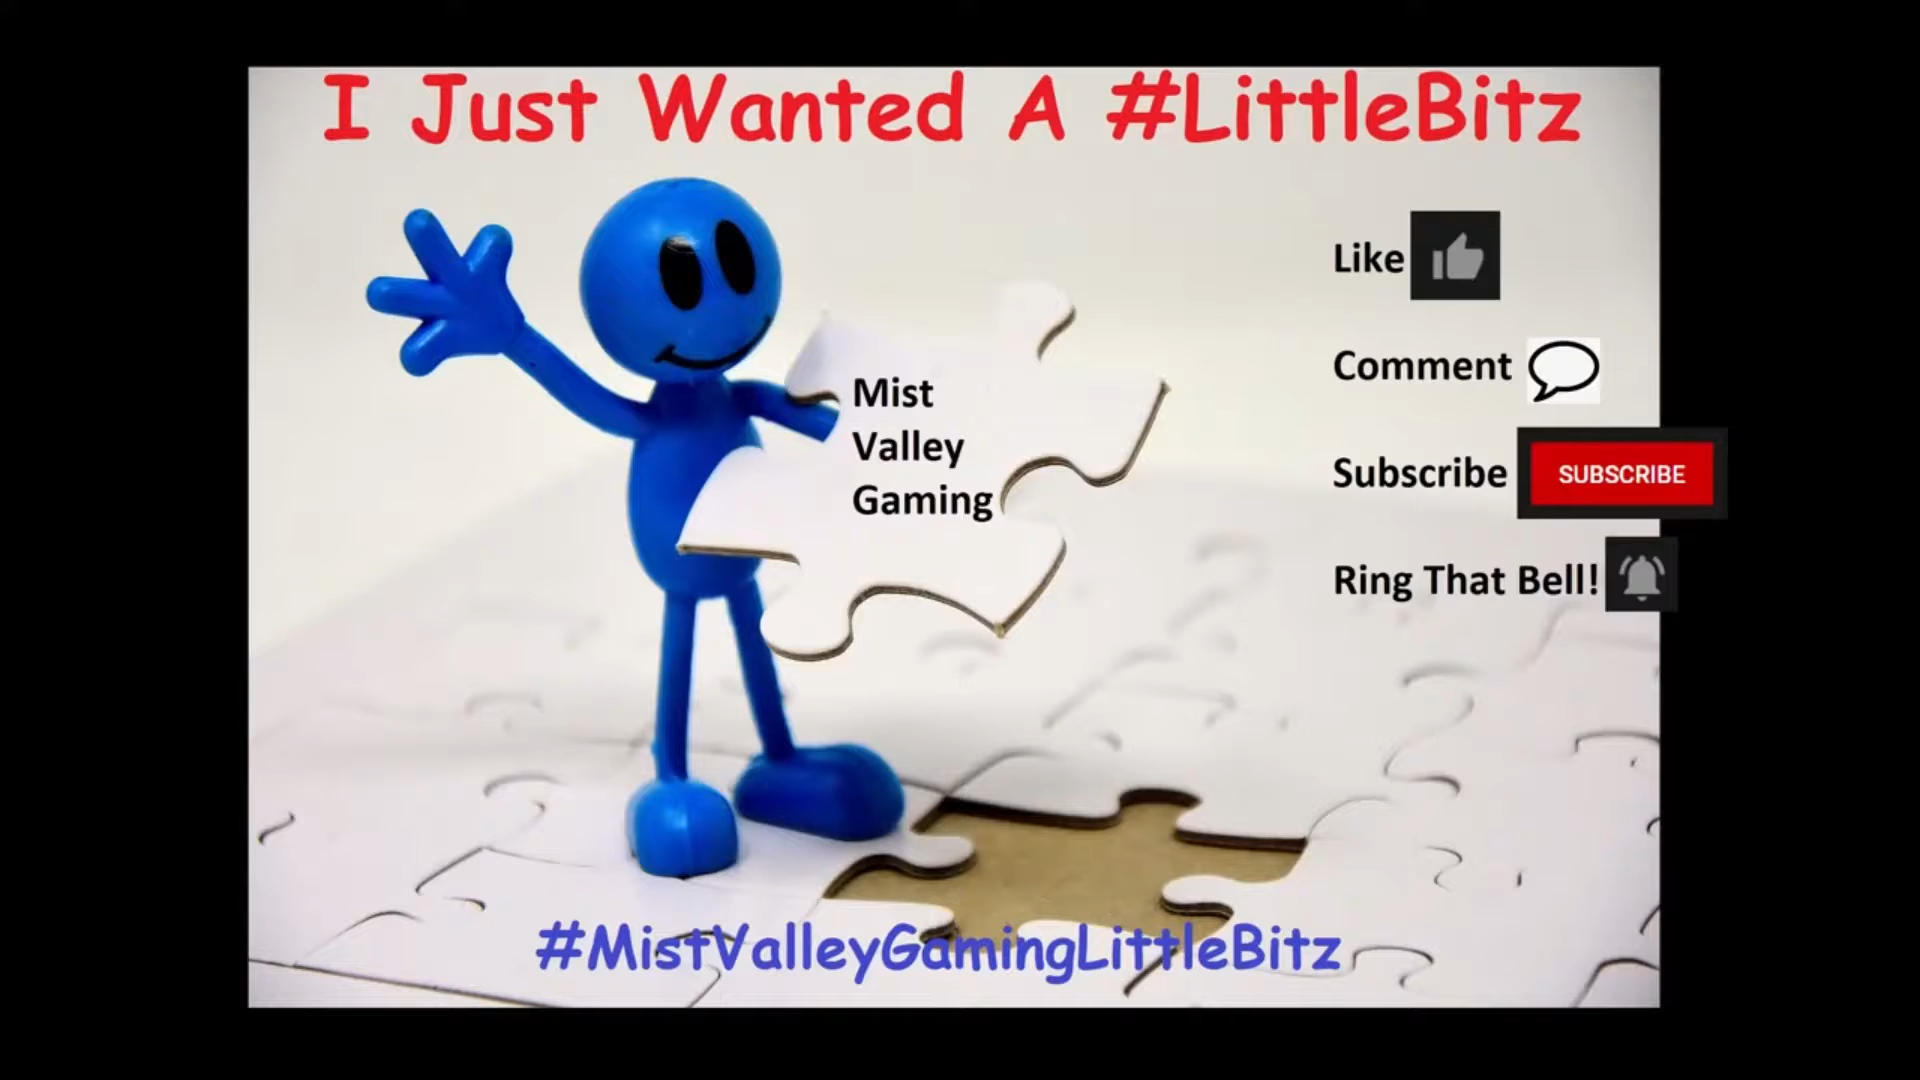 I Just Wanted A #LittleBitz
Mist
Valley
Gaming
Like
Comment
Subscribe SUBSCRIBE
Ring That Bell!
#MistValleyGamingLittleBitz